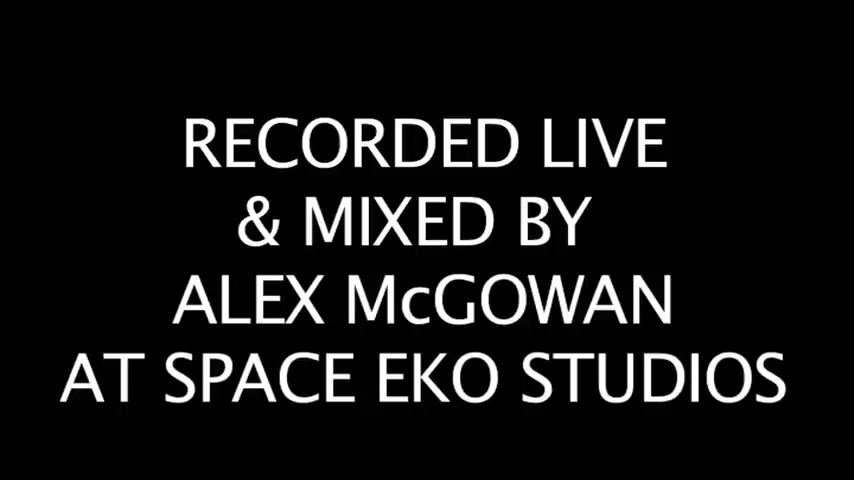 RECORDED LIVE
& MIXED BY
ALEX McGOWAN
AT SPACE EKO STUDIOS